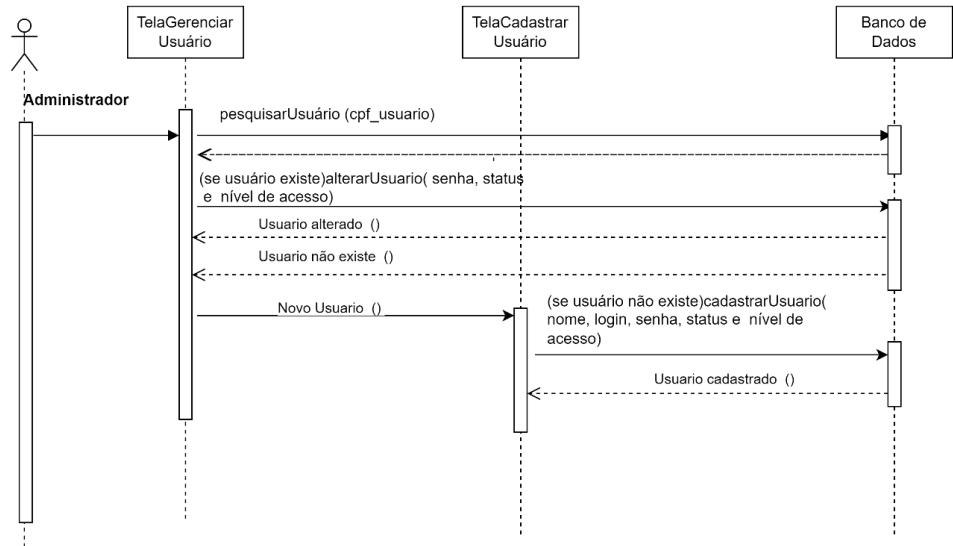 TelaGerenciar
Usuário
TelaCadastrar
Usuário
Banco de
Dados
Administrador
pesquisarUsuário (cpf_usuario)
(se usuário existe)alterarUsuario( senha, status
e  nível de acesso)
Usuario alterado  ()
Usuario não existe  ()
Novo Usuario  ()
(se usuário não existe)cadastrarUsuario(
nome, login, senha, status e  nível de
acesso)
Usuario cadastrado  ()